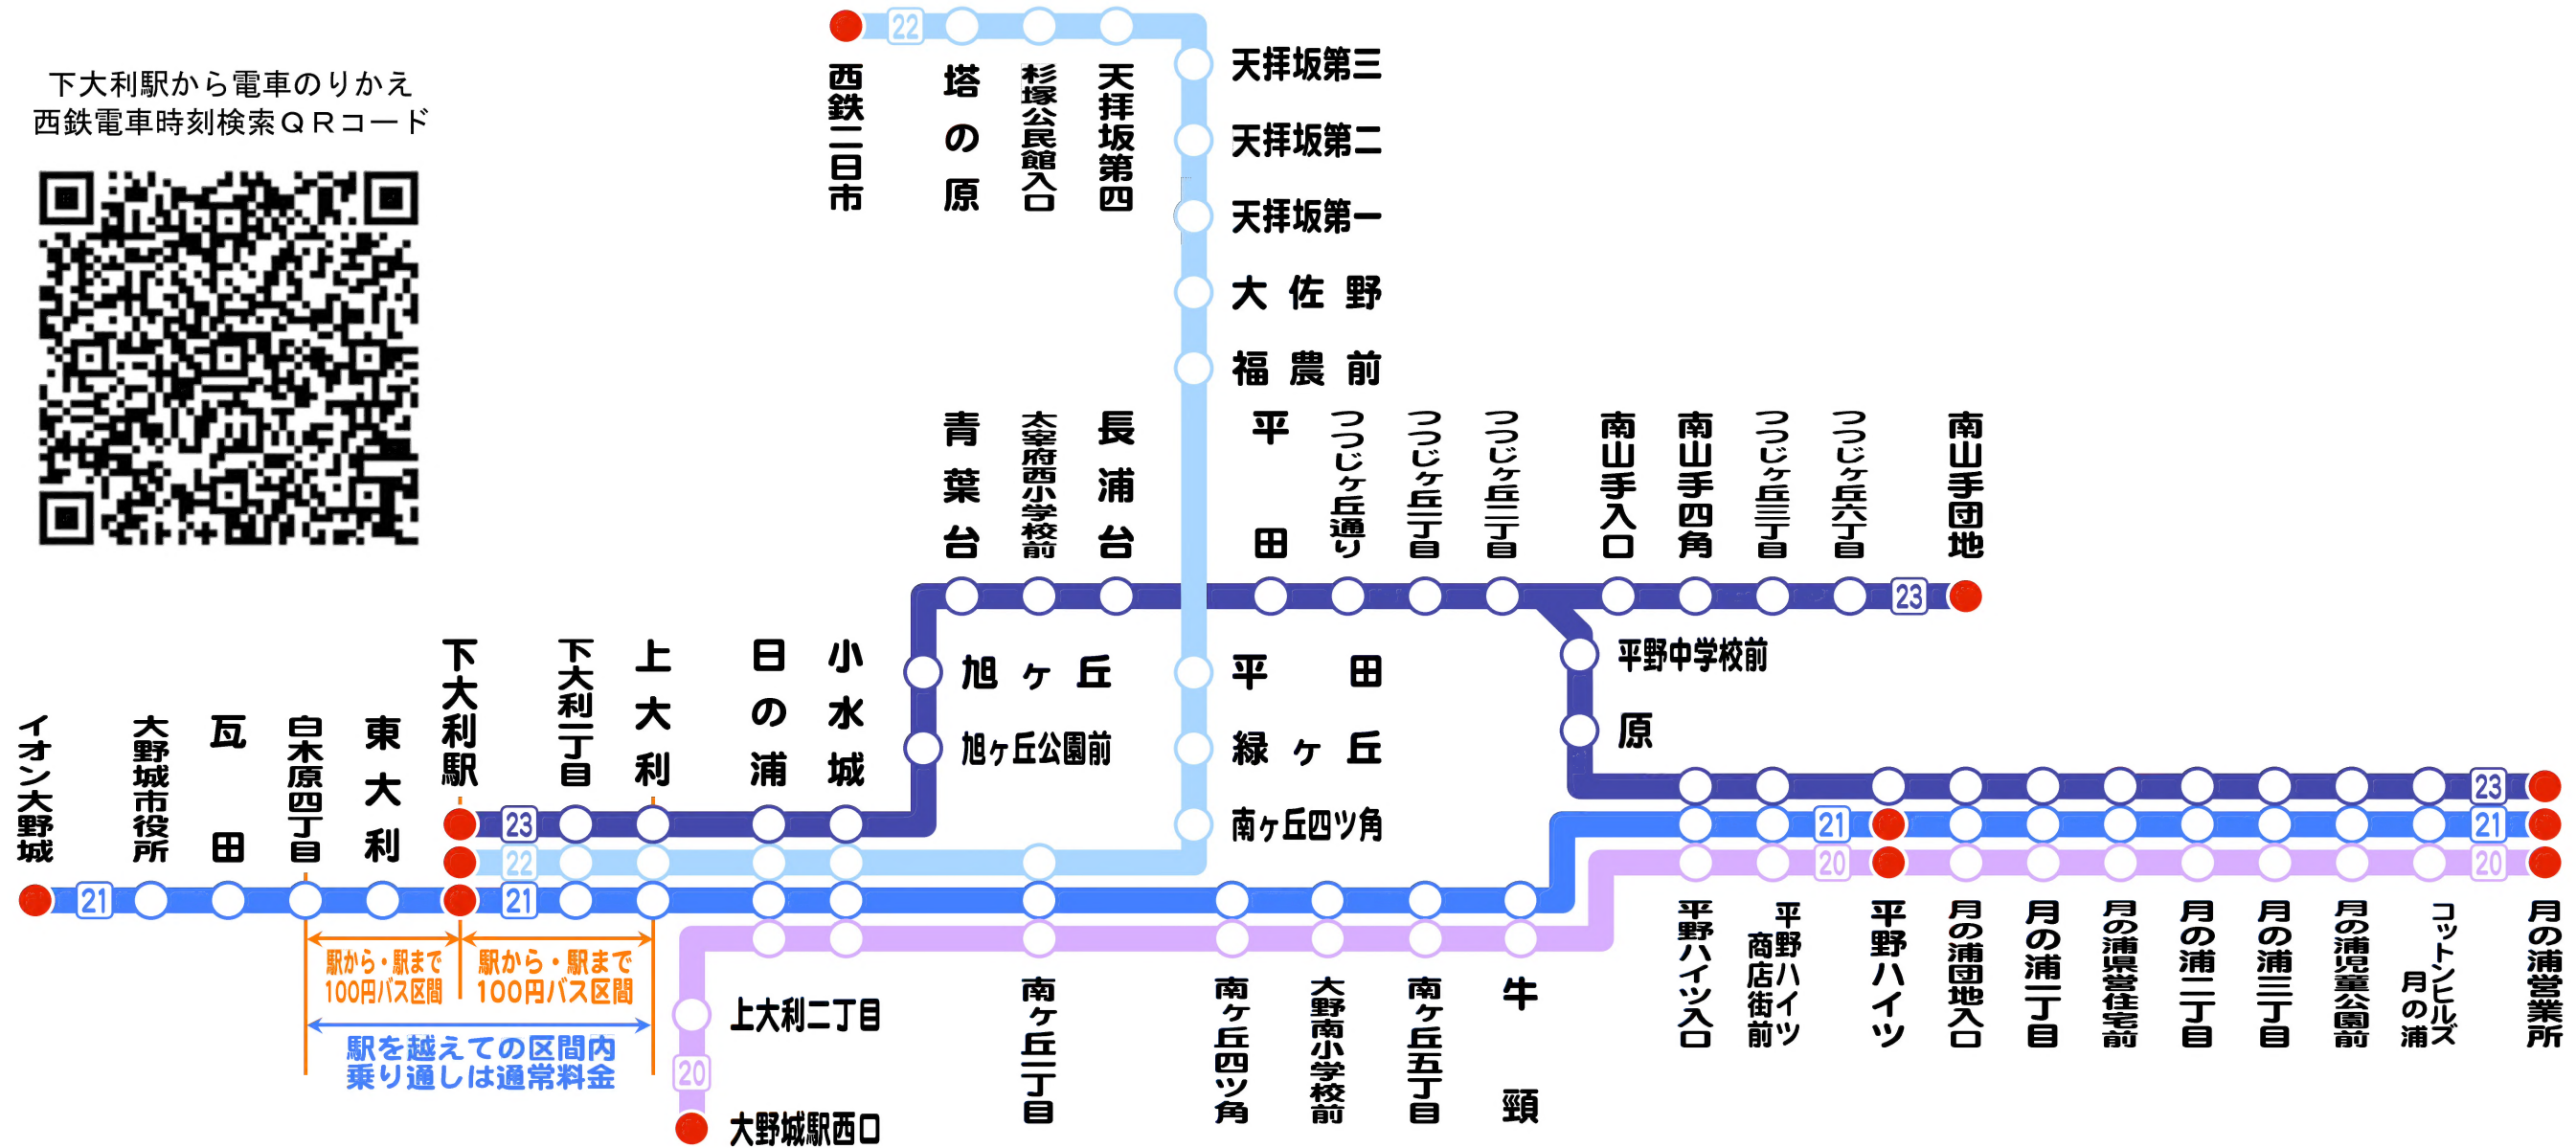 下大利駅から電車のりかえ
西鉄電車時刻検索QRコード
22
西鉄二日市
塔の原
杉塚公民館入口
天拝坂第四
天拝坂第三
天拝坂第二
天拝坂第一
大佐野
福農前
青葉台
太宰府西小学校前
長浦台
平田
つつじヶ丘通り
つつじヶ丘一丁目
つつじヶ丘二丁目
南山手入口
南山手四角
つつじヶ丘三丁目
つつじヶ丘六丁目
南山手団地
23
旭ヶ丘
旭ヶ丘公園前
平田
緑ヶ丘
南ヶ丘四ツ角
平野中学校前
原
イオン大野城
大野城市役所
瓦田
白木原四丁目
東大利
下大利駅
下大利一丁目
上大利
日の浦
小水城
23
22
21
21
23
21
21
20
20
駅から・駅まで
100円バス区間
駅から・駅まで
100円バス区間
駅を越えての区間内
乗り通しは通常料金
上大利二丁目
20
大野城駅西口
南ヶ丘一丁目
南ヶ丘四ツ角
大野南小学校前
南ヶ丘五丁目
牛頸
平野ハイツ入口
平野ハイツ
商店街前
平野ハイツ
月の浦団地入口
月の浦一丁目
月の浦県営住宅前
月の浦二丁目
月の浦三丁目
月の浦児童公園前
コットンヒルズ
月の浦
月の浦営業所